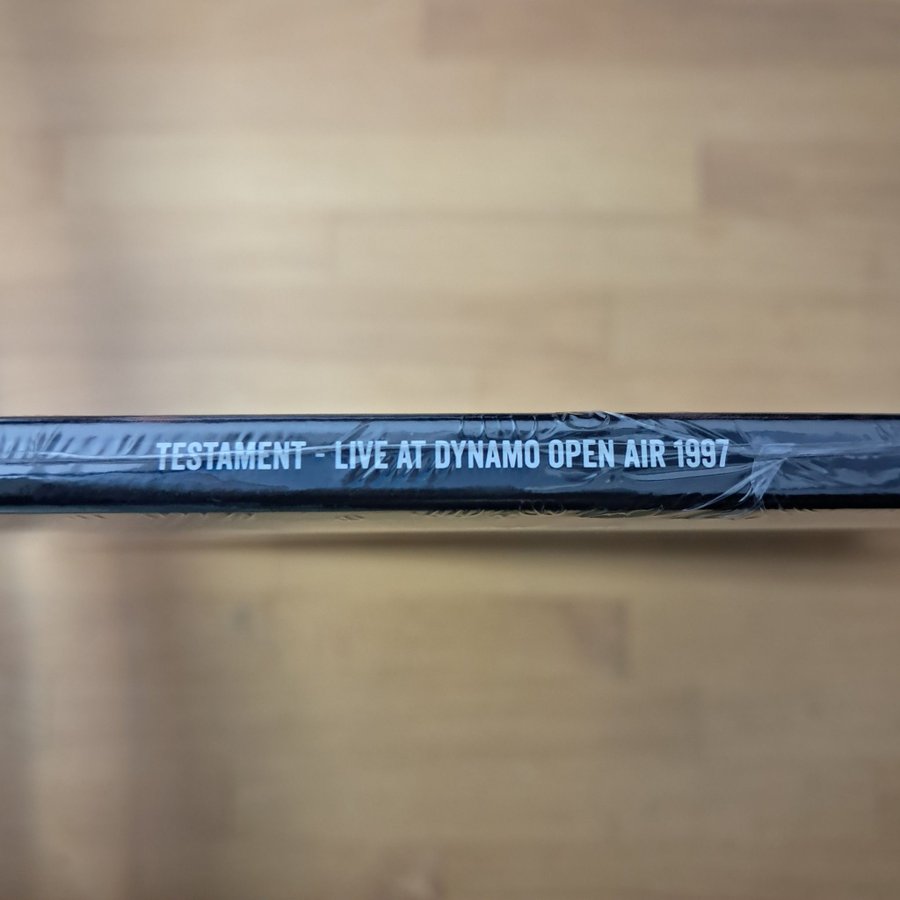 TESTAMENT - LIVE AT DYNAMO OPEN AIR 1997